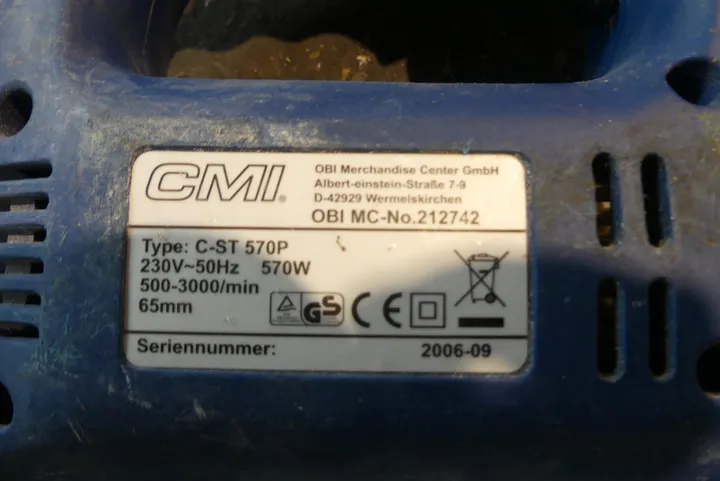 CMI®
OBI Merchandise Center GmbH
Albert-einstein-Straße 7-9
D-42929 Wermelskirchen
OBI MC-No.212742
Type: C-ST 570P
230V~50Hz 570W
500-3000/min
65mm
GS CE
Seriennummer: 2006-09